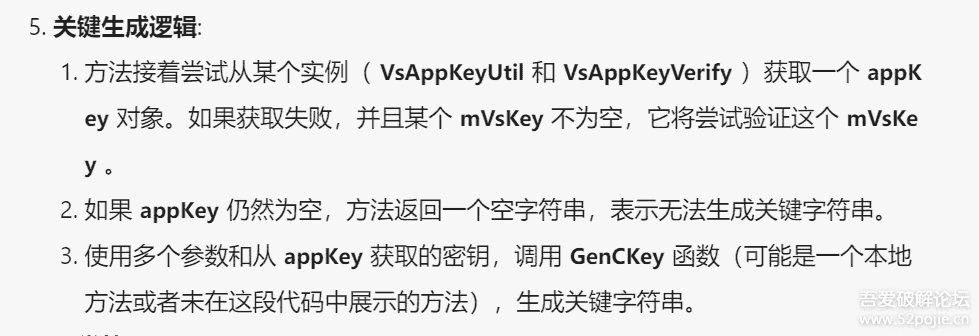 5. 关键生成逻辑:
1. 方法接着尝试从某个实例（ VsAppKeyUtil 和 VsAppKeyVerify ）获取一个 appK
ey 对象。如果获取失败，并且某个 mVsKey 不为空，它将尝试验证这个 mVsKe
y 。
2. 如果 appKey 仍然为空，方法返回一个空字符串，表示无法生成关键字符串。
3. 使用多个参数和从 appKey 获取的密钥，调用 GenCKey 函数（可能是一个本地
方法或者未在这段代码中展示的方法），生成关键字符串。
吾爱破解论坛
www.52pojie.cn